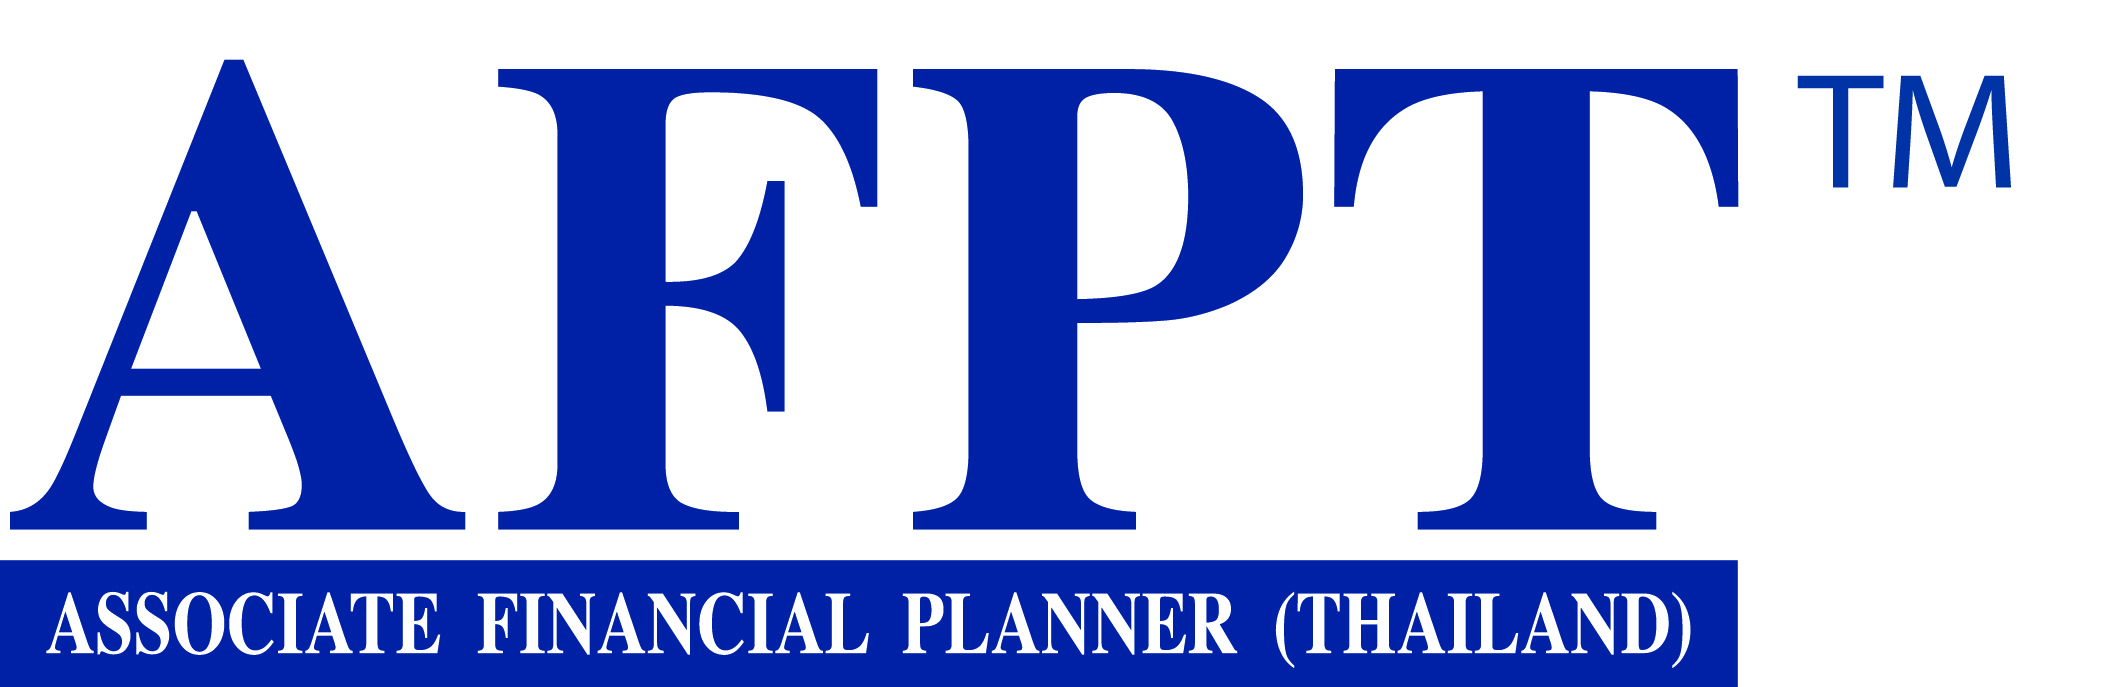 AFPT™
ASSOCIATE FINANCIAL PLANNER (THAILAND)